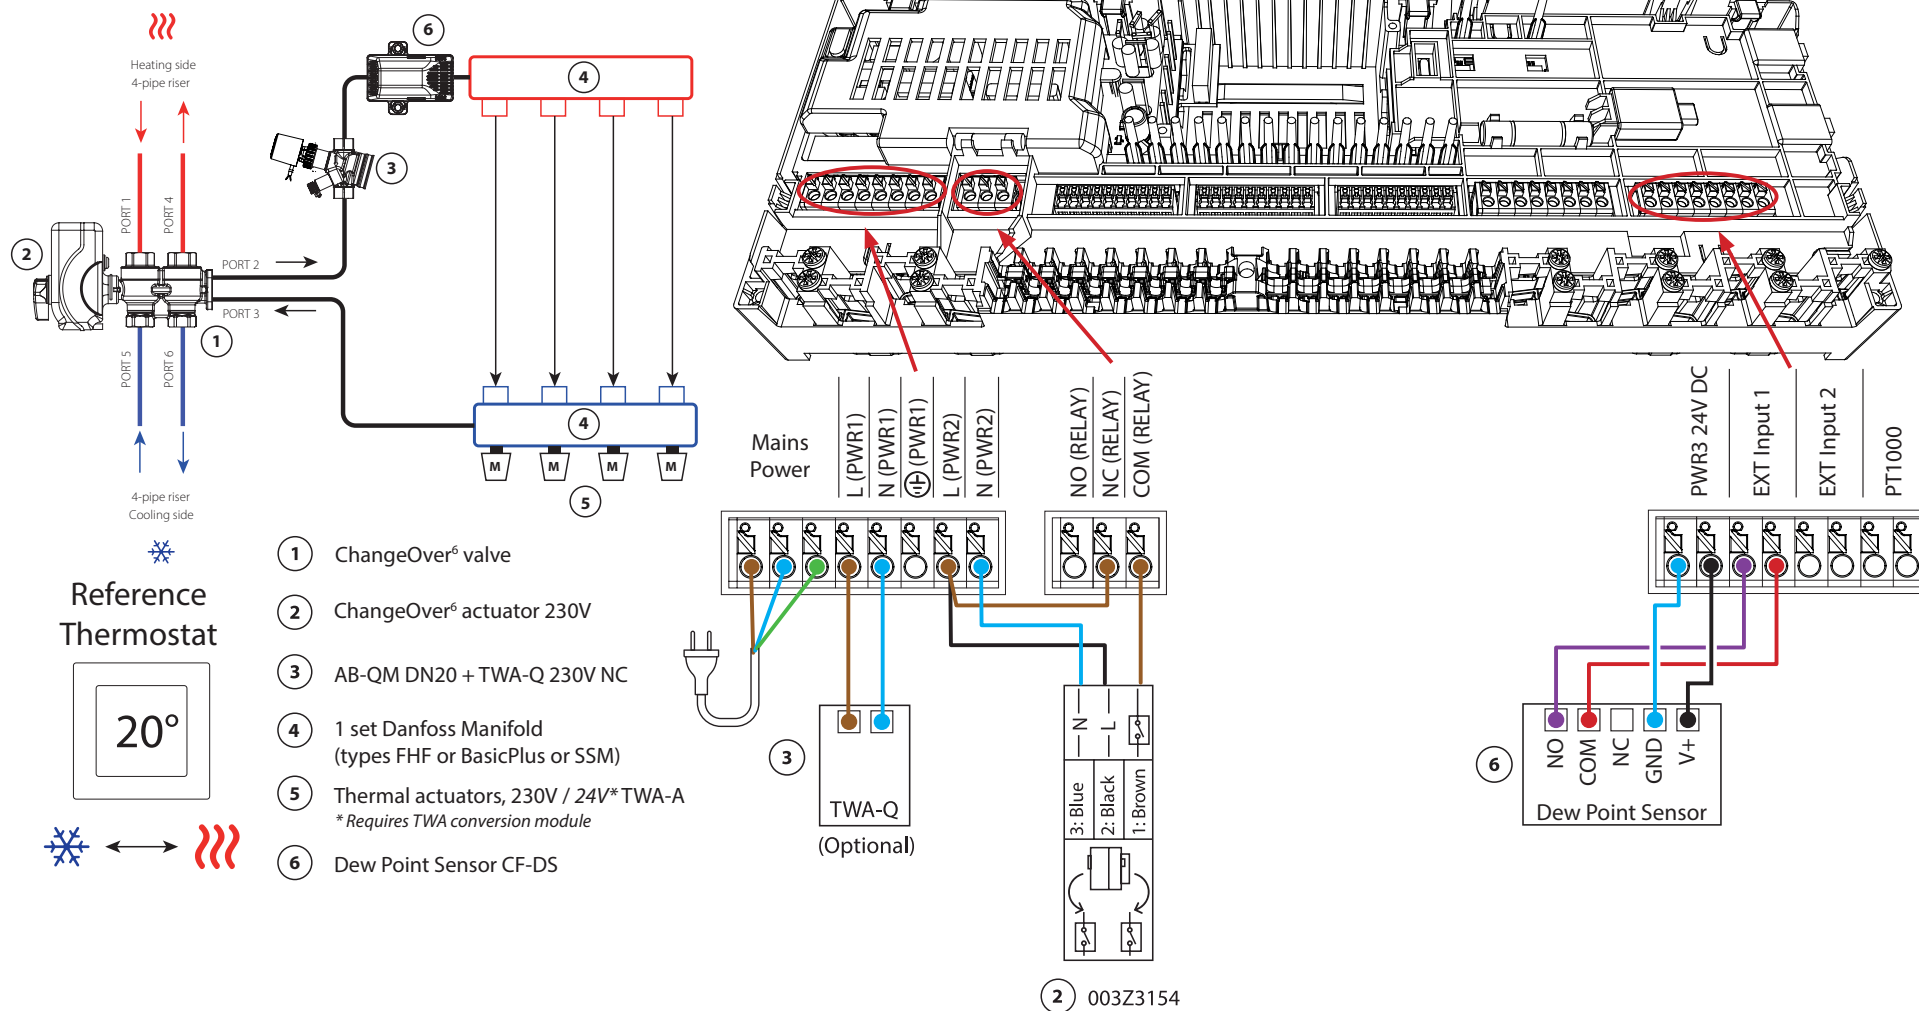 Heating side
4-pipe riser
PORT 1
PORT 4
6
4
3
2
PORT 2
PORT 3
1
PORT 5
PORT 6
4
M
M
M
M
5
4-pipe riser
Cooling side
Reference
Thermostat
20°
1 ChangeOver⁶ valve
2 ChangeOver⁶ actuator 230V
3 AB-QM DN20 + TWA-Q 230V NC
4 1 set Danfoss Manifold
(types FHF or BasicPlus or SSM)
5 Thermal actuators, 230V / 24V* TWA-A
* Requires TWA conversion module
6 Dew Point Sensor CF-DS
Mains
Power
L (PWR1)
N (PWR1)
(PWR1)
L (PWR2)
N (PWR2)
NO (RELAY)
NC (RELAY)
COM (RELAY)
PWR3 24V DC
EXT Input 1
EXT Input 2
PT1000
3
TWA-Q
(Optional)
N
L
3: Blue
2: Black
1: Brown
2 003Z3154
6
NO
COM
NC
GND
V+
Dew Point Sensor